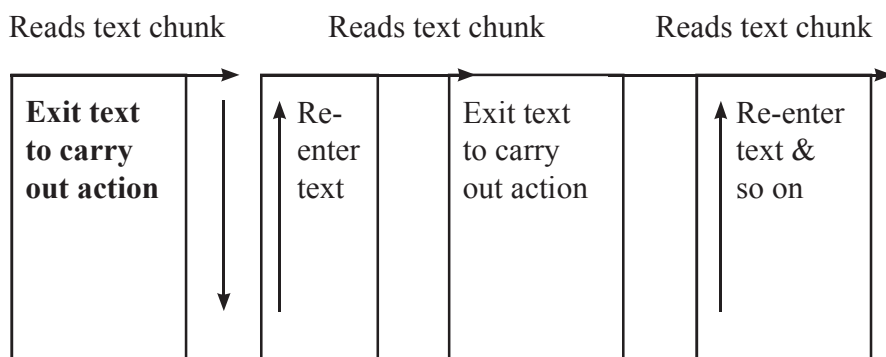 Reads text chunk
Reads text chunk
Reads text chunk
Exit text
to carry
out action
Re-
enter
text
Exit text
to carry
out action
Re-enter
text &
so on